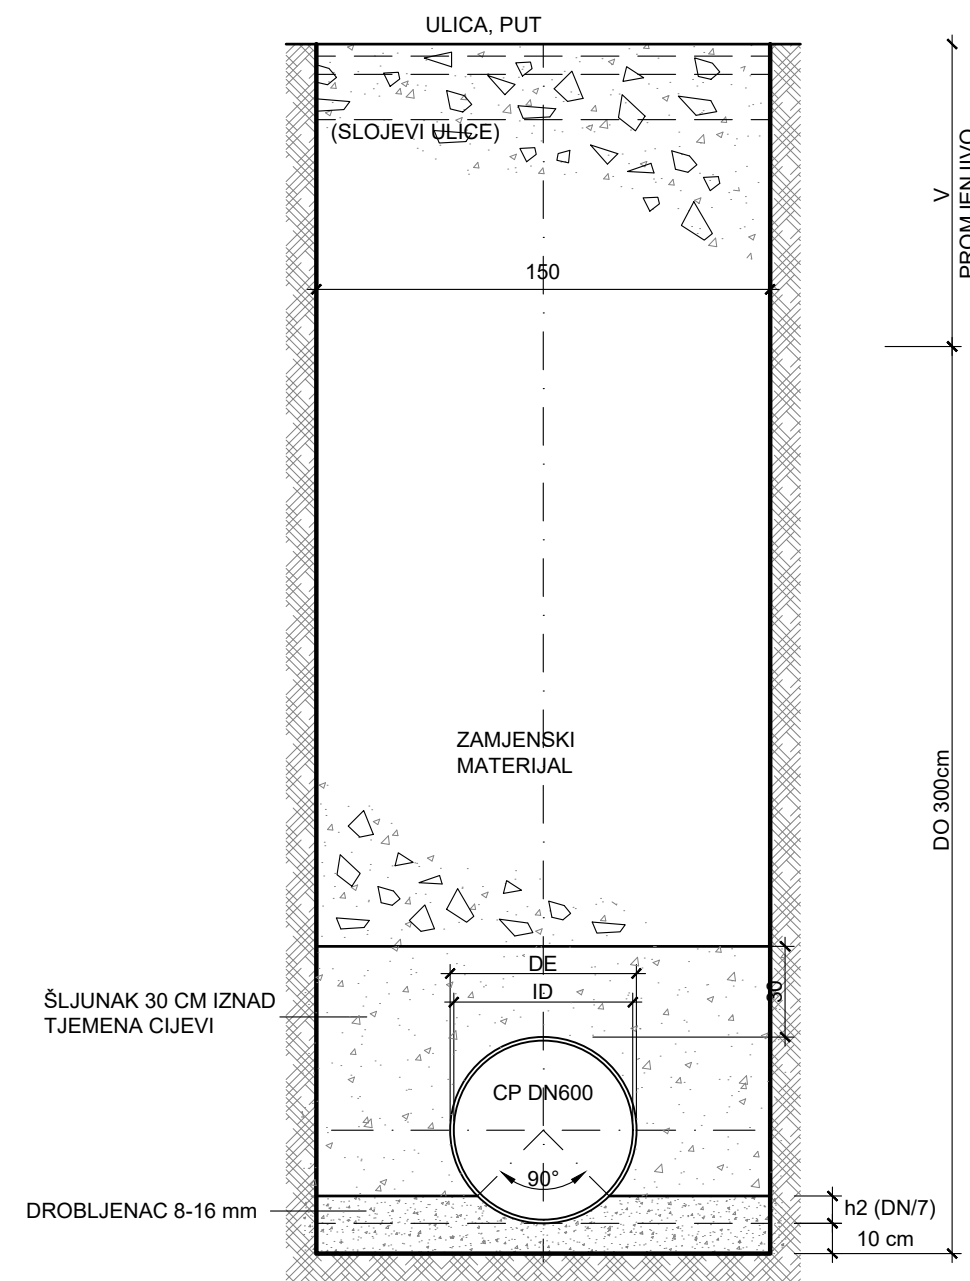 ULICA, PUT
(SLOJEVI ULICE)
V
PROMJENJIVO
150
ZAMJENSKI
MATERIJAL
DO 300cm
DE
ID
30
ŠLJUNAK 30 CM IZNAD
TJEMENA CIJEVI
CP DN600
90°
DROBLJENAC 8-16 mm
h2 (DN/7)
10 cm